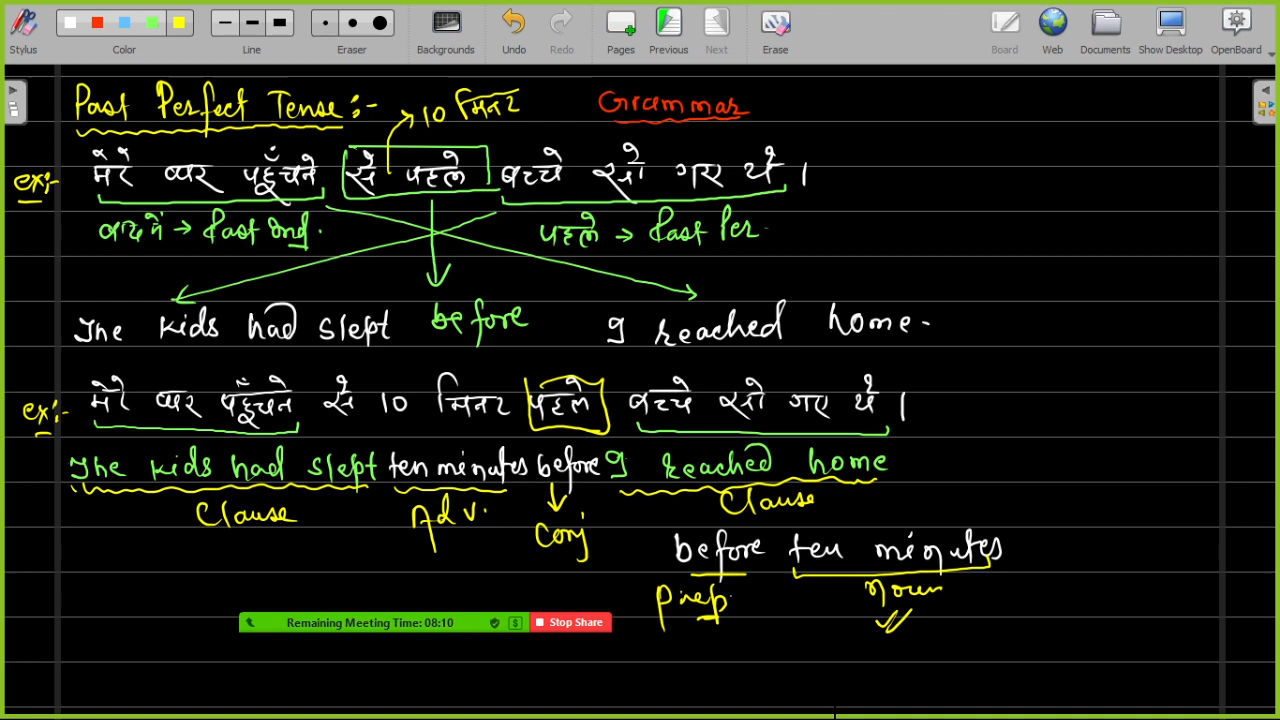 Stylus Color Line Eraser Backgrounds Undo Redo Pages Previous Next Erase Board Web Documents Show Desktop OpenBoard
Past Perfect Tense:- 10 मिनट Grammar
ex:- मेरे घर पहुँचने से पहले बच्चे सो गए थे।
बाद में → Past Ind. पहले → Past Per.
The kids had slept before I reached home.
ex:- मेरे घर पहुँचने से 10 मिनट पहले बच्चे सो गए थे।
The kids had slept ten minutes before I reached home
Clause Adv. Conj Clause
before ten minutes
Prep. noun
Remaining Meeting Time: 08:10 Stop Share